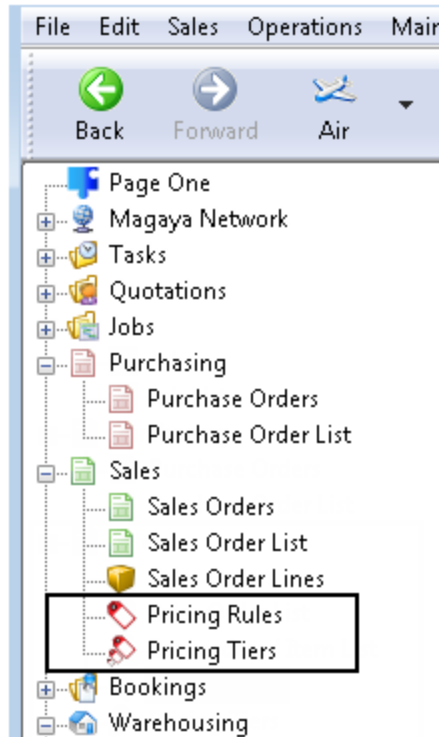 File Edit Sales Operations Main
Back Forward Air
Page One
Magaya Network
Tasks
Quotations
Jobs
Purchasing
Purchase Orders
Purchase Order List
Sales
Sales Orders
Sales Order List
Sales Order Lines
Pricing Rules
Pricing Tiers
Bookings
Warehousing